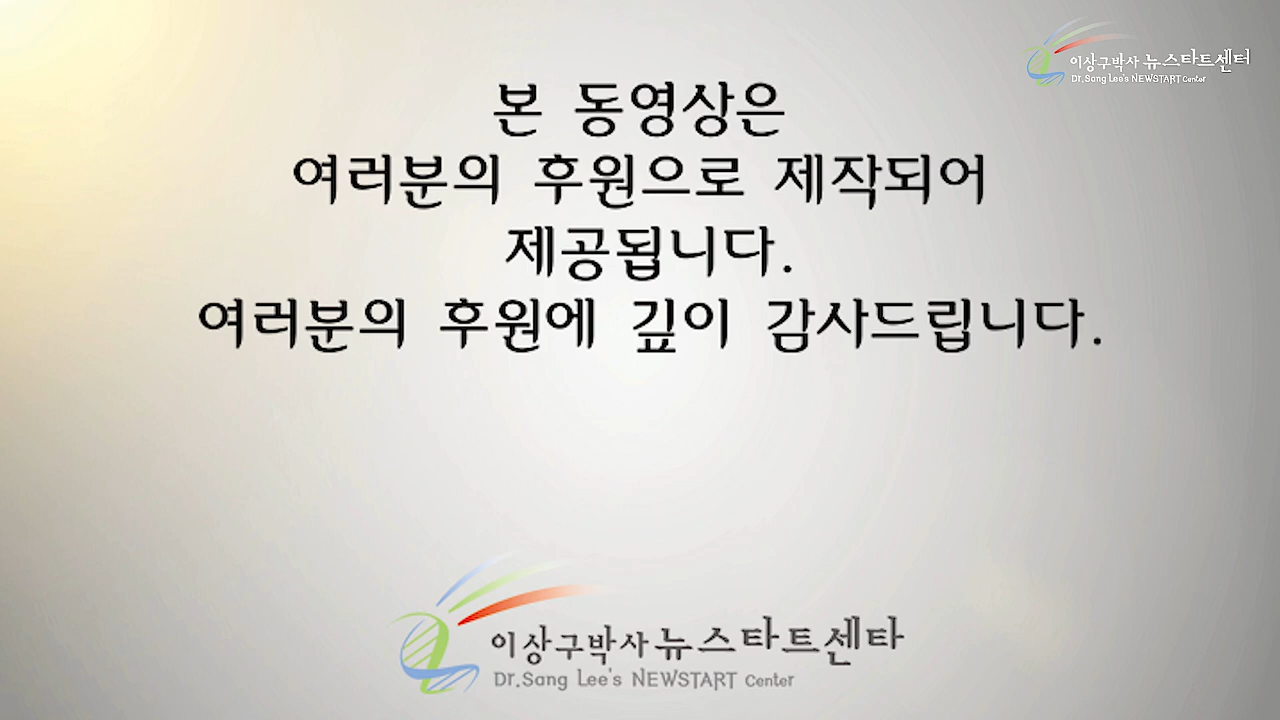 이상구박사 뉴스타트센터
Dr.Sang Lee's NEWSTART Center
본 동영상은
여러분의 후원으로 제작되어
제공됩니다.
여러분의 후원에 깊이 감사드립니다.
이상구박사 뉴스타트센타
Dr.Sang Lee's NEWSTART Center